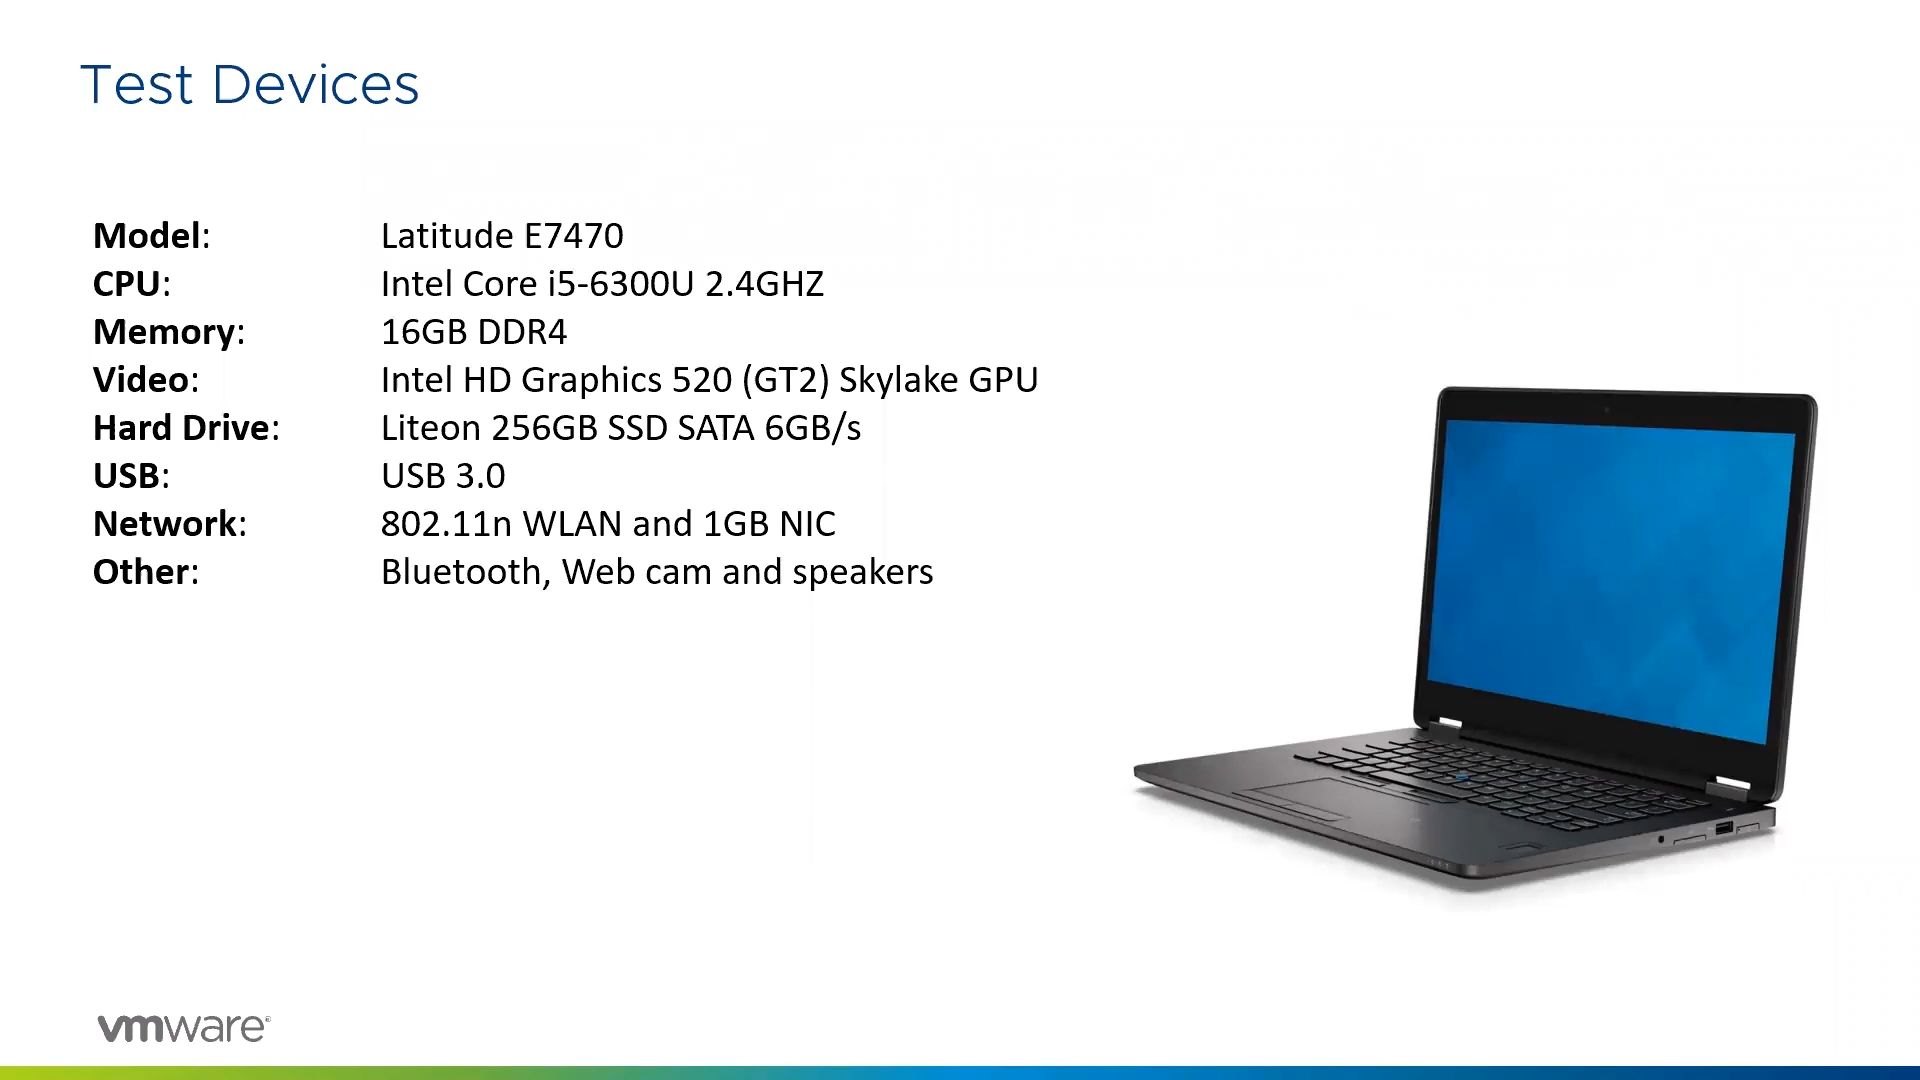 Test Devices
Model: Latitude E7470
CPU: Intel Core i5-6300U 2.4GHZ
Memory: 16GB DDR4
Video: Intel HD Graphics 520 (GT2) Skylake GPU
Hard Drive: Liteon 256GB SSD SATA 6GB/s
USB: USB 3.0
Network: 802.11n WLAN and 1GB NIC
Other: Bluetooth, Web cam and speakers
vmware®